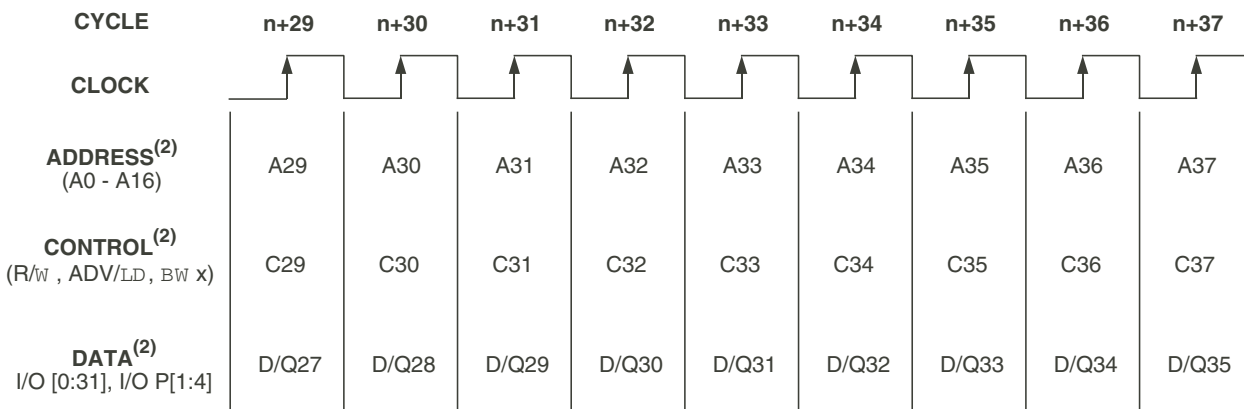 CYCLE n+29 n+30 n+31 n+32 n+33 n+34 n+35 n+36 n+37
CLOCK
ADDRESS(2)
(A0 - A16) A29 A30 A31 A32 A33 A34 A35 A36 A37
CONTROL(2)
(R/W , ADV/LD, BW x) C29 C30 C31 C32 C33 C34 C35 C36 C37
DATA(2)
I/O [0:31], I/O P[1:4] D/Q27 D/Q28 D/Q29 D/Q30 D/Q31 D/Q32 D/Q33 D/Q34 D/Q35